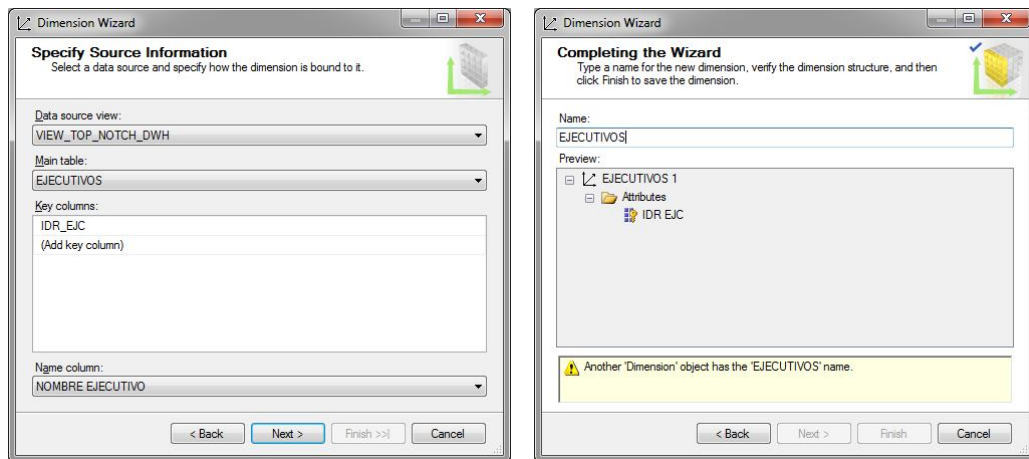 Dimension Wizard
Specify Source Information
Select a data source and specify how the dimension is bound to it.
Data source view:
VIEW_TOP_NOTCH_DWH
Main table:
EJECUTIVOS
Key columns:
IDR_EJC
(Add key column)
Name column:
NOMBRE EJECUTIVO
< Back
Next >
Finish >>|
Cancel
Dimension Wizard
Completing the Wizard
Type a name for the new dimension, verify the dimension structure, and then
click Finish to save the dimension.
Name:
EJECUTIVOS
Preview:
EJECUTIVOS 1
Attributes
IDR EJC
Another 'Dimension' object has the 'EJECUTIVOS' name.
< Back
Next >
Finish
Cancel